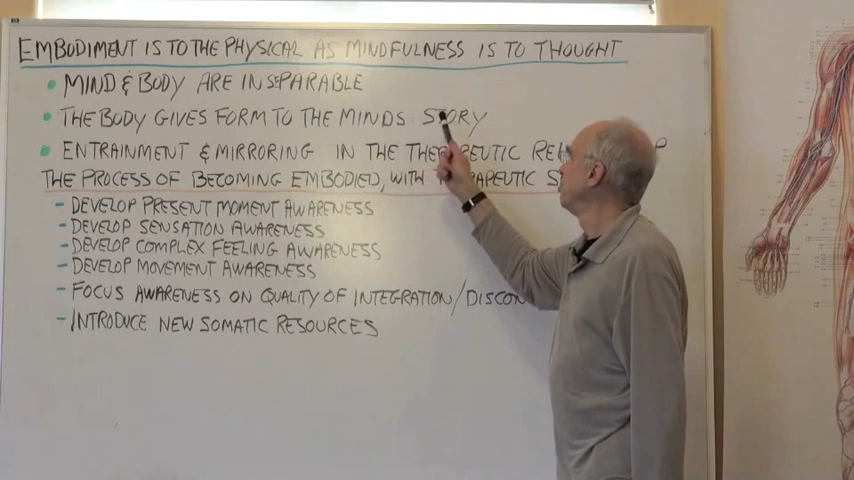 EMBODIMENT IS TO THE PHYSICAL AS MINDFULNESS IS TO THOUGHT
• MIND & BODY ARE INSEPARABLE
• THE BODY GIVES FORM TO THE MINDS STORY
• ENTRAINMENT & MIRRORING IN THE THERAPEUTIC
THE PROCESS OF BECOMING EMBODIED, WITH
- DEVELOP PRESENT MOMENT AWARENESS
- DEVELOP SENSATION AWARENESS
- DEVELOP COMPLEX FEELING AWARENESS
- DEVELOP MOVEMENT AWARENESS
- FOCUS AWARENESS ON QUALITY OF INTEGRATION/DISCON
- INTRODUCE NEW SOMATIC RESOURCES